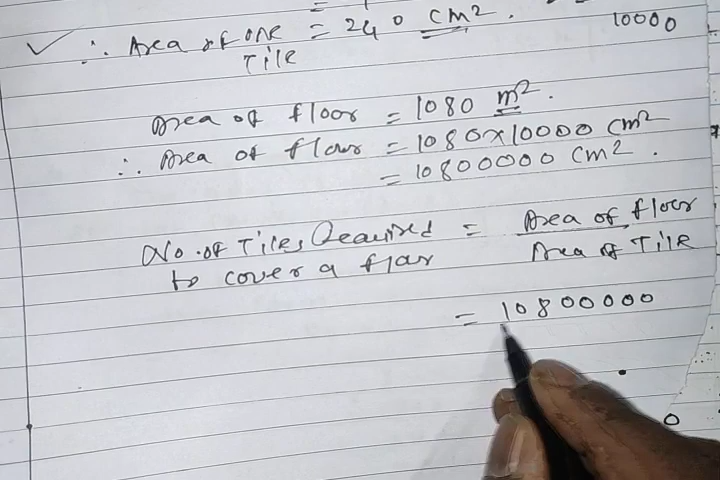 ∴ Area of one = 240 cm2.
Tile
10000
Area of floor = 1080 m2.
∴ Area of floor = 1080×10000 cm2
= 10800000 cm2.
No. of Tiles Required = Area of floor
to cover a floor Area of Tile
= 10800000